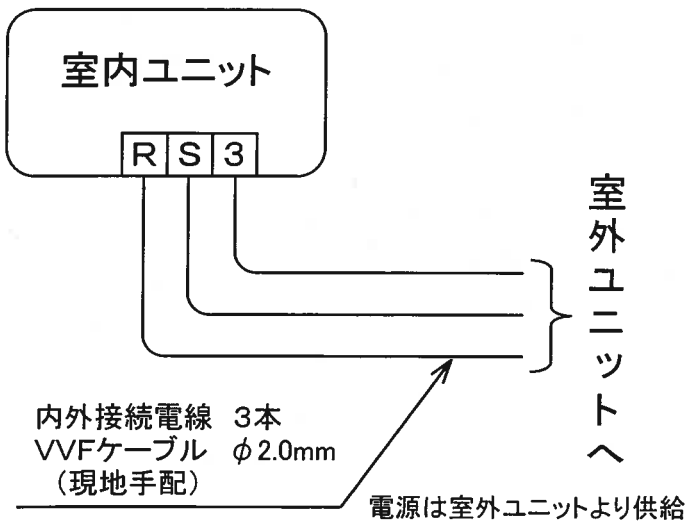 室内ユニット
R S 3
室外ユニットへ
内外接続電線 3本
VVFケーブル φ2.0mm
(現地手配)
電源は室外ユニットより供給